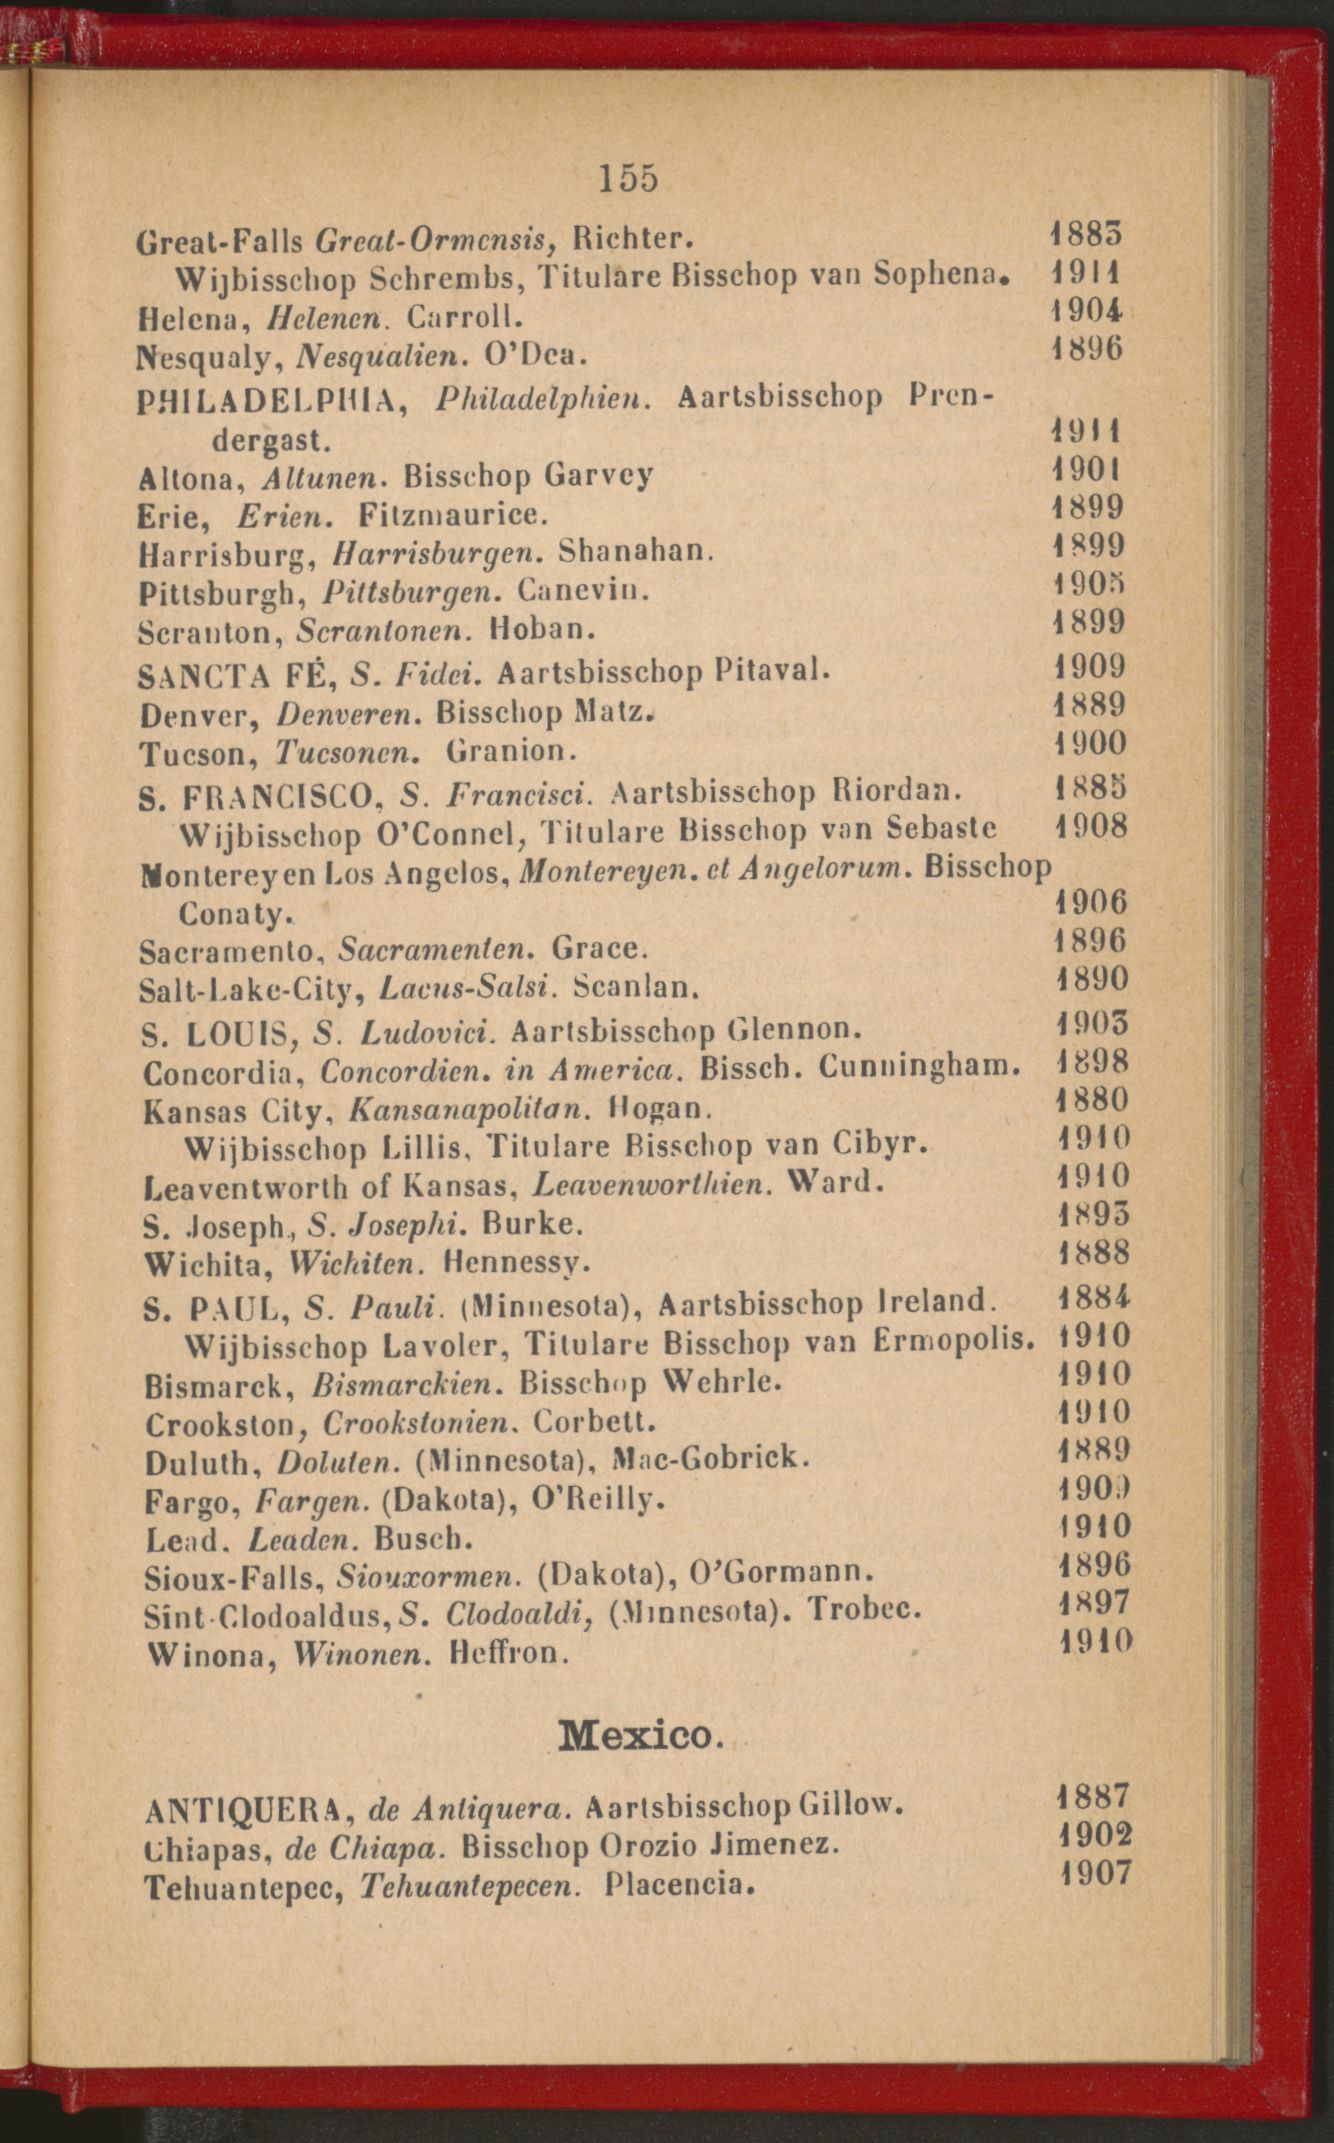 155
Great-Falls Great-Ormensis, Richter. 1883
Wijbisschop Schrembs, Titulare Bisschop van Sophena. 1911
Helena, Helenen. Carroll. 1904
Nesqualy, Nesqualien. O'Dea. 1896
PHILADELPHIA, Philadelphien. Aartsbisschop Pren-
dergast. 1911
Altona, Altunen. Bisschop Garvey 1901
Erie, Erien. Fitzmaurice. 1899
Harrisburg, Harrisburgen. Shanahan. 1899
Pittsburgh, Pittsburgen. Canevin. 1905
Scranton, Scrantonen. Hoban. 1899
SANCTA FÉ, S. Fidei. Aartsbisschop Pitaval. 1909
Denver, Denveren. Bisschop Matz. 1889
Tucson, Tucsonen. Granion. 1900
S. FRANCISCO, S. Francisci. Aartsbisschop Riordan. 1885
Wijbisschop O'Connel, Titulare Bisschop van Sebaste 1908
Monterey en Los Angelos, Montereyen. et Angelorum. Bisschop
Conaty. 1906
Sacramento, Sacramenten. Grace. 1896
Salt-Lake-City, Lacus-Salsi. Scanlan. 1890
S. LOUIS, S. Ludovici. Aartsbisschop Glennon. 1903
Concordia, Concordien. in America. Bissch. Cunningham. 1898
Kansas City, Kansanapolitan. Hogan. 1880
Wijbisschop Lillis, Titulare Bisschop van Cibyr. 1910
Leaventworth of Kansas, Leavenworthien. Ward. 1910
S. Joseph, S. Josephi. Burke. 1893
Wichita, Wichiten. Hennessy. 1888
S. PAUL, S. Pauli. (Minnesota), Aartsbisschop Ireland. 1884
Wijbisschop Lavoler, Titulare Bisschop van Ermopolis. 1910
Bismarck, Bismarckien. Bisschop Wehrle. 1910
Crookston, Crookstonien. Corbett. 1910
Duluth, Doluten. (Minnesota), Mac-Gobrick. 1889
Fargo, Fargen. (Dakota), O'Reilly. 1909
Lead. Leaden. Busch. 1910
Sioux-Falls, Siouxormen. (Dakota), O'Gormann. 1896
Sint-Clodoaldus, S. Clodoaldi, (Minnesota). Trobec. 1897
Winona, Winonen. Heffron. 1910
Mexico.
ANTIQUERA, de Antiquera. Aartsbisschop Gillow. 1887
Chiapas, de Chiapa. Bisschop Orozio Jimenez. 1902
Tehuantepec, Tehuantepecen. Placencia. 1907